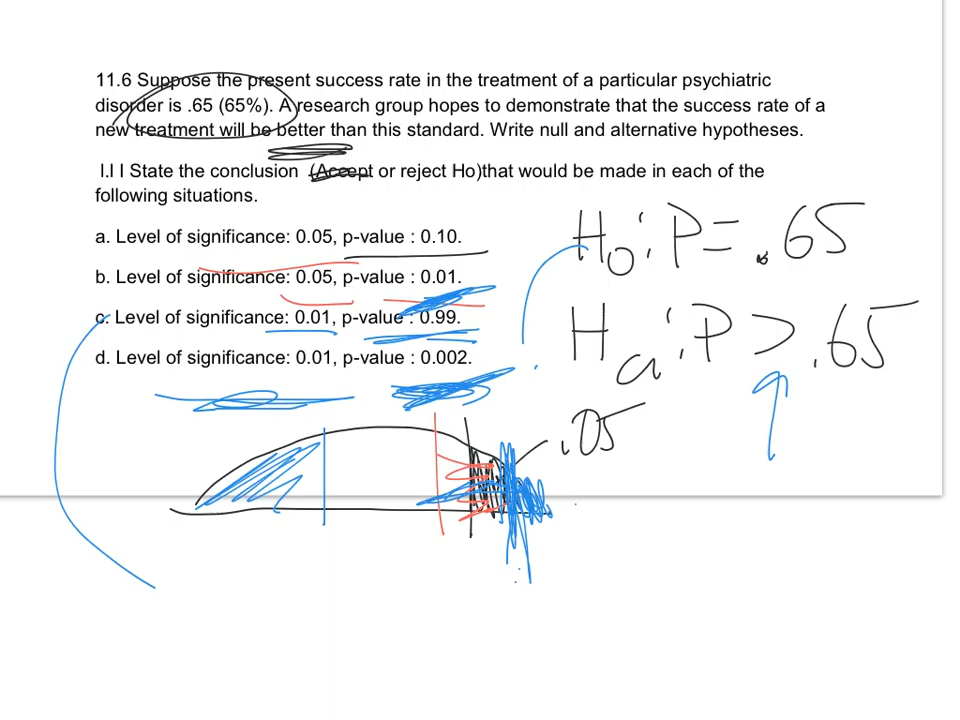 11.6 Suppose the present success rate in the treatment of a particular psychiatric
disorder is .65 (65%). A research group hopes to demonstrate that the success rate of a
new treatment will be better than this standard. Write null and alternative hypotheses.
I.I I State the conclusion (Accept or reject Ho)that would be made in each of the
following situations.
a. Level of significance: 0.05, p-value : 0.10.
b. Level of significance: 0.05, p-value : 0.01.
c. Level of significance: 0.01, p-value : 0.99.
d. Level of significance: 0.01, p-value : 0.002.
Ho: P = .65
Ha: P > .65
.05